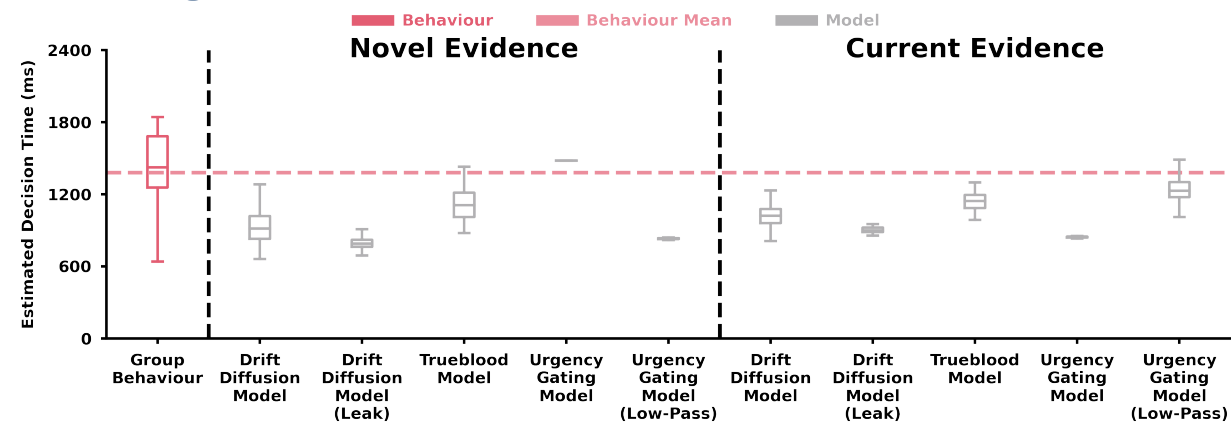 Behaviour
Behaviour Mean
Model
Novel Evidence
Current Evidence
Estimated Decision Time (ms)
2400
1800
1200
600
0
Group
Behaviour
Drift
Diffusion
Model
Drift
Diffusion
Model
(Leak)
Trueblood
Model
Urgency
Gating
Model
Urgency
Gating
Model
(Low-Pass)
Drift
Diffusion
Model
Drift
Diffusion
Model
(Leak)
Trueblood
Model
Urgency
Gating
Model
Urgency
Gating
Model
(Low-Pass)